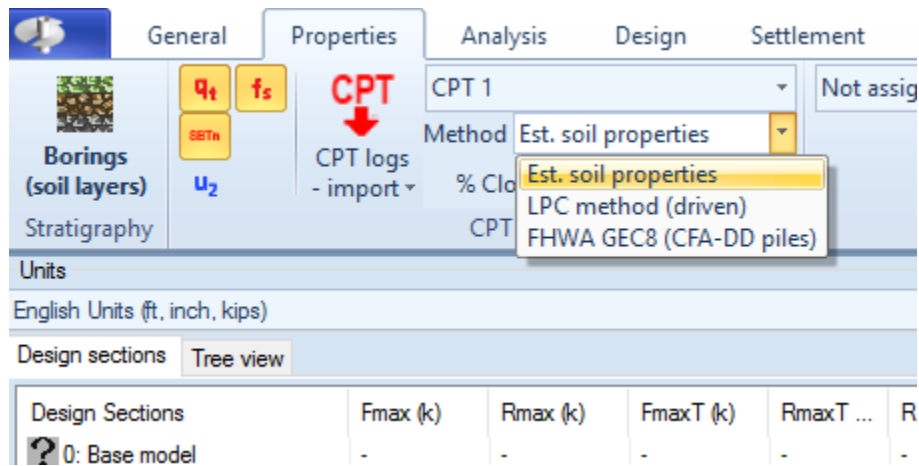 General Properties Analysis Design Settlement
qt fs CPT CPT 1 Not assig
SBTn Method Est. soil properties
Borings CPT logs Est. soil properties
(soil layers) u2 - import % Clo LPC method (driven)
Stratigraphy CPT FHWA GEC8 (CFA-DD piles)
Units
English Units (ft, inch, kips)
Design sections Tree view
Design Sections Fmax (k) Rmax (k) FmaxT (k) RmaxT ... R
? 0: Base model - - - - -